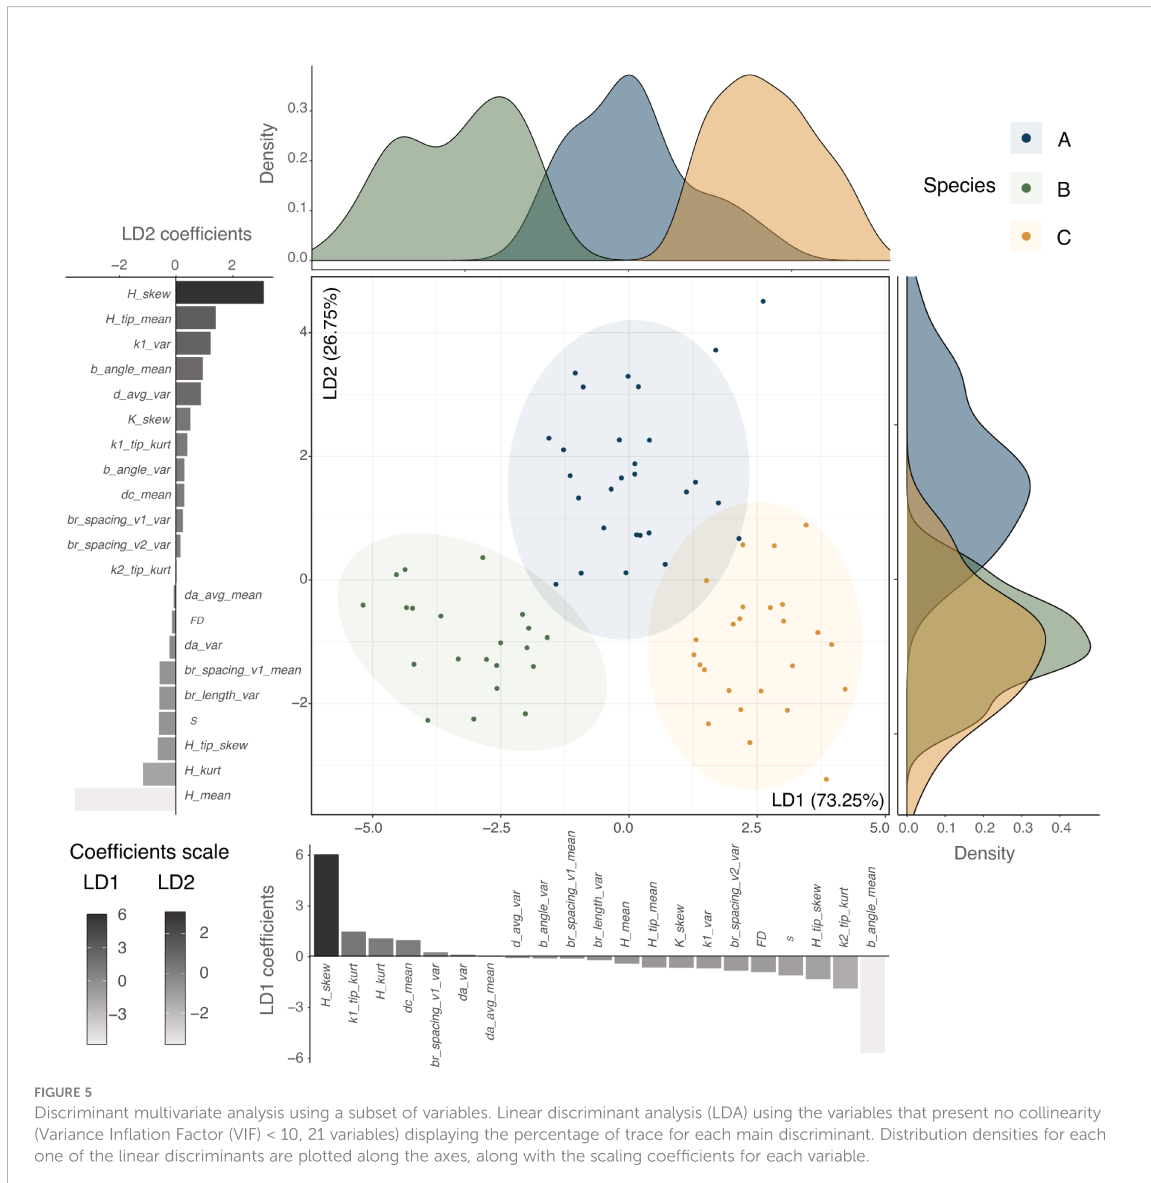 Density
0.3
0.2
0.1
0.0
Species
A
B
C
LD2 coefficients
−2
0
2
H_skew
H_tip_mean
k1_var
b_angle_mean
d_avg_var
K_skew
k1_tip_kurt
b_angle_var
dc_mean
br_spacing_v1_var
br_spacing_v2_var
k2_tip_kurt
da_avg_mean
FD
da_var
br_spacing_v1_mean
br_length_var
s
H_tip_skew
H_kurt
H_mean
LD2 (26.75%)
4
2
0
−2
LD1 (73.25%)
−5.0
−2.5
0.0
2.5
5.0
0.0
0.1
0.2
0.3
0.4
Density
Coefficients scale
LD1
LD2
6
3
0
−3
2
0
−2
LD1 coefficients
6
3
0
−3
−6
H_skew
k1_tip_kurt
H_kurt
dc_mean
br_spacing_v1_var
da_var
da_avg_mean
d_avg_var
b_angle_var
br_spacing_v1_mean
br_length_var
H_mean
H_tip_mean
K_skew
k1_var
br_spacing_v2_var
FD
s
H_tip_skew
k2_tip_kurt
b_angle_mean
FIGURE 5
Discriminant multivariate analysis using a subset of variables. Linear discriminant analysis (LDA) using the variables that present no collinearity
(Variance Inflation Factor (VIF) < 10, 21 variables) displaying the percentage of trace for each main discriminant. Distribution densities for each
one of the linear discriminants are plotted along the axes, along with the scaling coefficients for each variable.